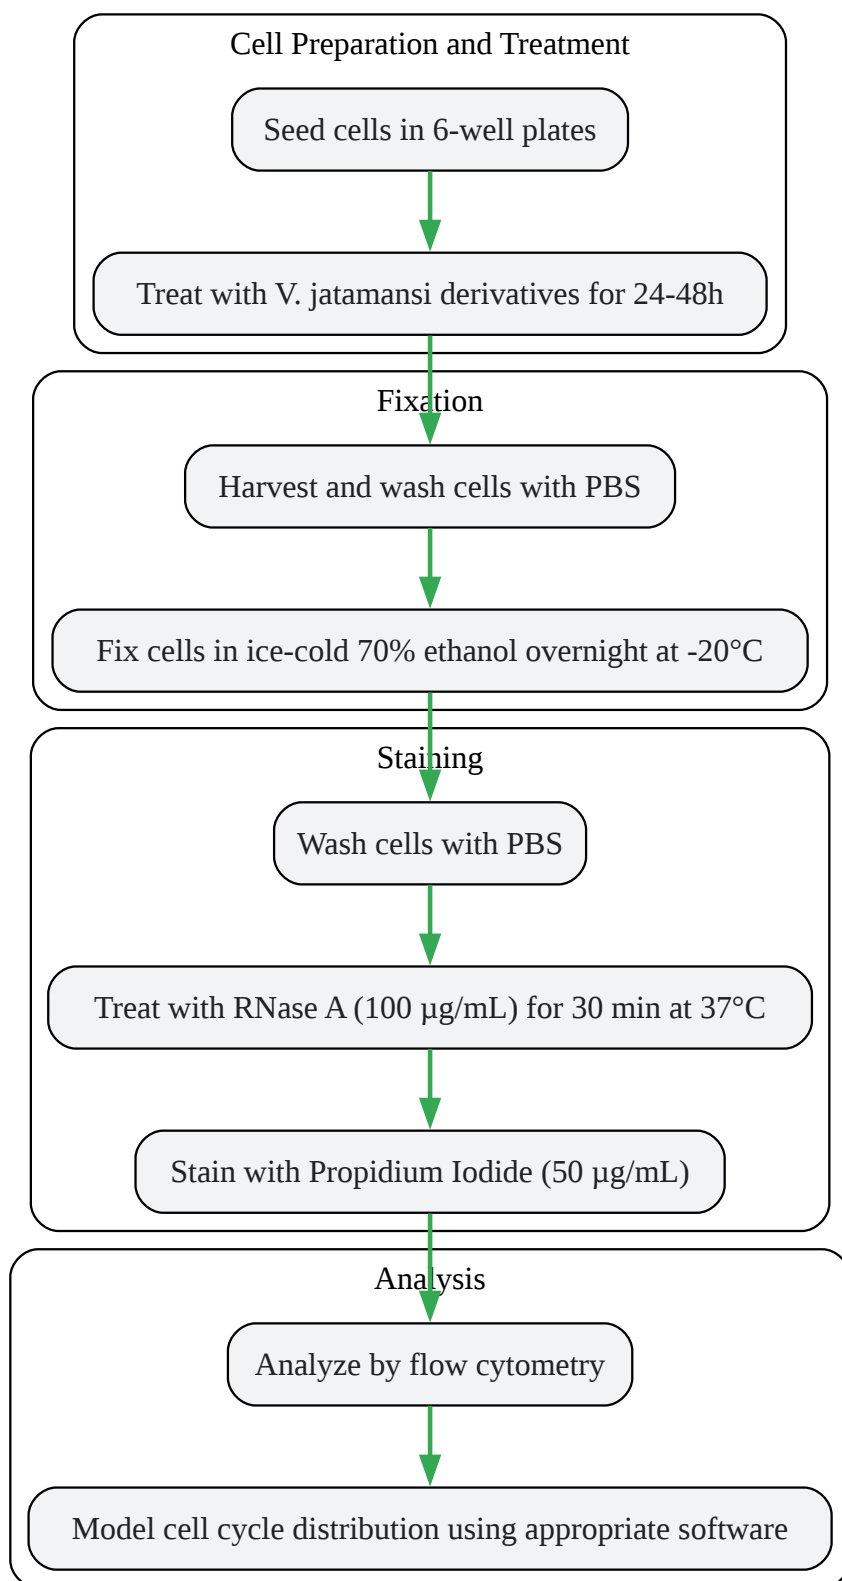 Cell Preparation and Treatment
Seed cells in 6-well plates
Treat with V. jatamansi derivatives for 24-48h
Fixation
Harvest and wash cells with PBS
Fix cells in ice-cold 70% ethanol overnight at -20°C
Staining
Wash cells with PBS
Treat with RNase A (100 µg/mL) for 30 min at 37°C
Stain with Propidium Iodide (50 µg/mL)
Analysis
Analyze by flow cytometry
Model cell cycle distribution using appropriate software